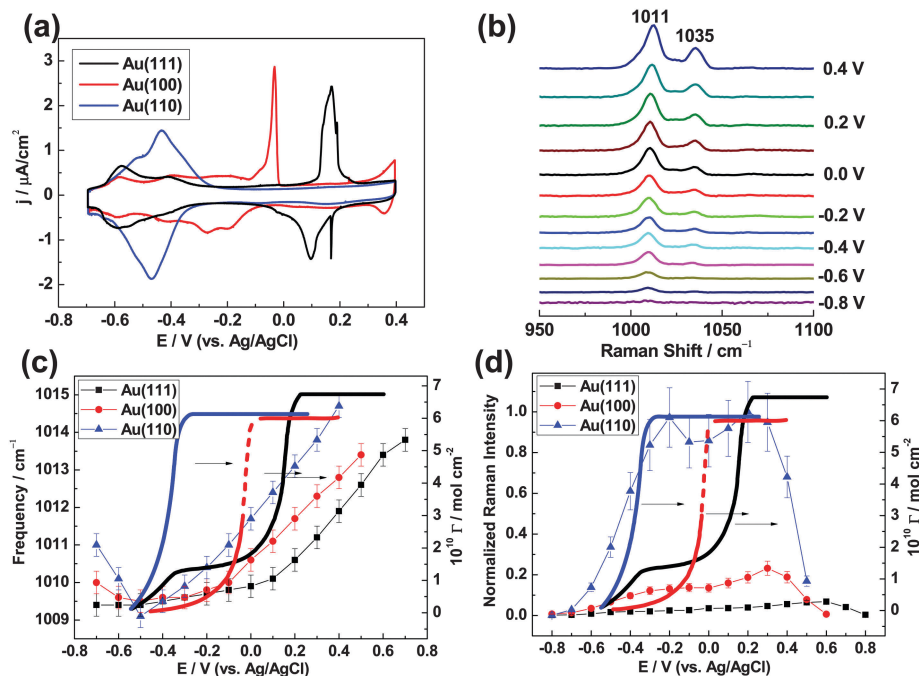 (a)
Au(111)
Au(100)
Au(110)
3
2
1
0
-1
-2
j / μA/cm²
-0.8 -0.6 -0.4 -0.2 0.0 0.2 0.4
E / V (vs. Ag/AgCl)
(b)
1011
1035
0.4 V
0.2 V
0.0 V
-0.2 V
-0.4 V
-0.6 V
-0.8 V
950 1000 1050 1100
Raman Shift / cm⁻¹
(c)
Au(111)
Au(100)
Au(110)
1015
1014
1013
1012
1011
1010
1009
Frequency / cm⁻¹
7
6
5
4
3
2
1
0
10¹⁰ Γ / mol cm⁻²
-0.8 -0.6 -0.4 -0.2 0.0 0.2 0.4 0.6 0.8
E / V (vs. Ag/AgCl)
(d)
Au(111)
Au(100)
Au(110)
1.0
0.8
0.6
0.4
0.2
0.0
Normalized Raman Intensity
7
6
5
4
3
2
1
0
10¹⁰ Γ / mol cm⁻²
-0.8 -0.6 -0.4 -0.2 0.0 0.2 0.4 0.6 0.8
E / V (vs. Ag/AgCl)